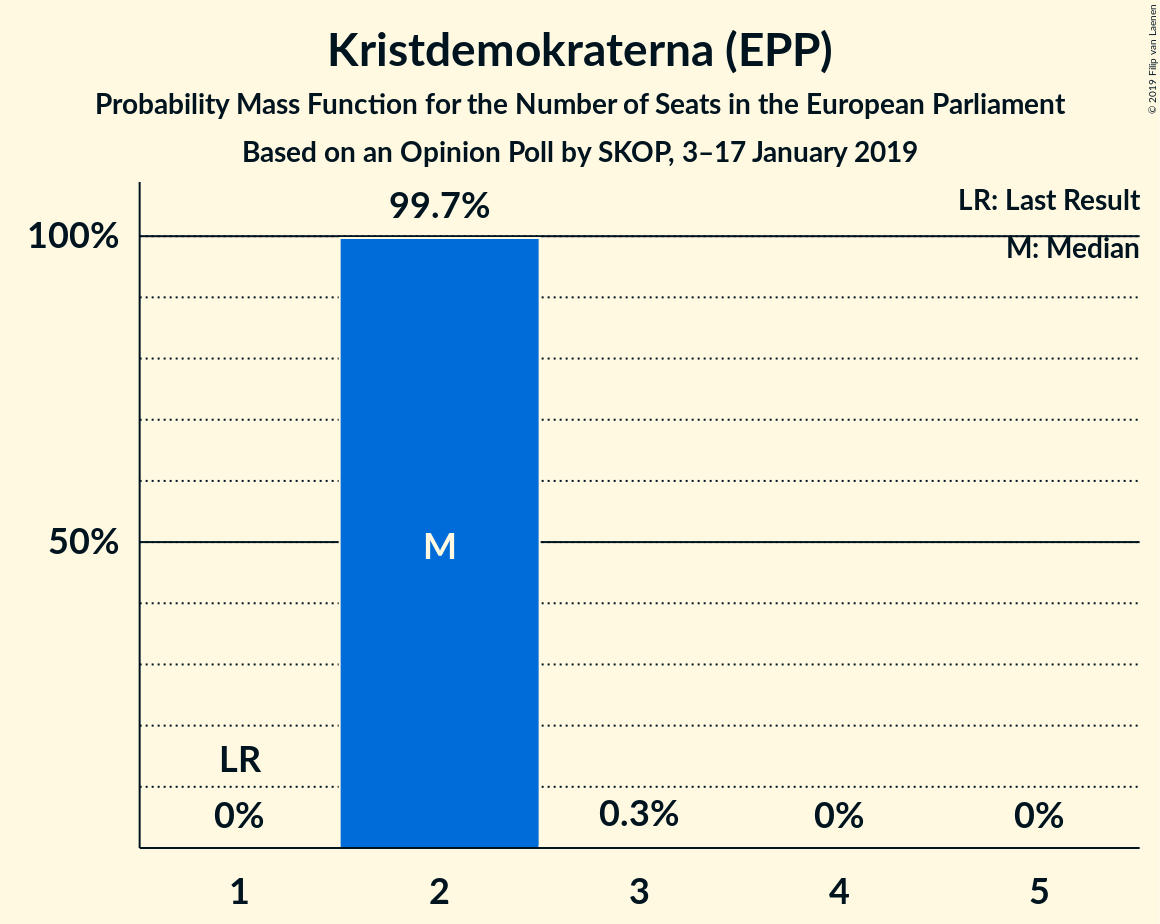 Kristdemokraterna (EPP)
Probability Mass Function for the Number of Seats in the European Parliament
Based on an Opinion Poll by SKOP, 3–17 January 2019
© 2019 Filip van Laenen
LR: Last Result
M: Median
99.7%
100%
50%
M
LR
0%
0.3%
0%
0%
1 2 3 4 5